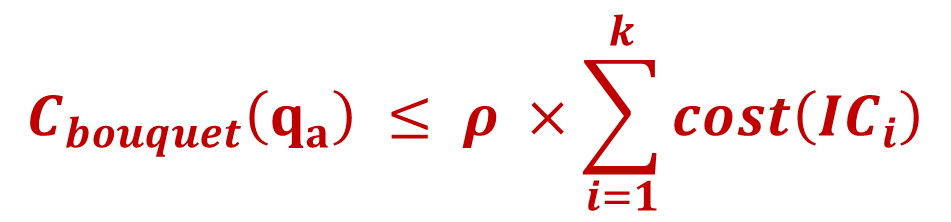 C_bouquet(q_a) ≤ ρ × ∑_{i=1}^{k} cost(IC_i)